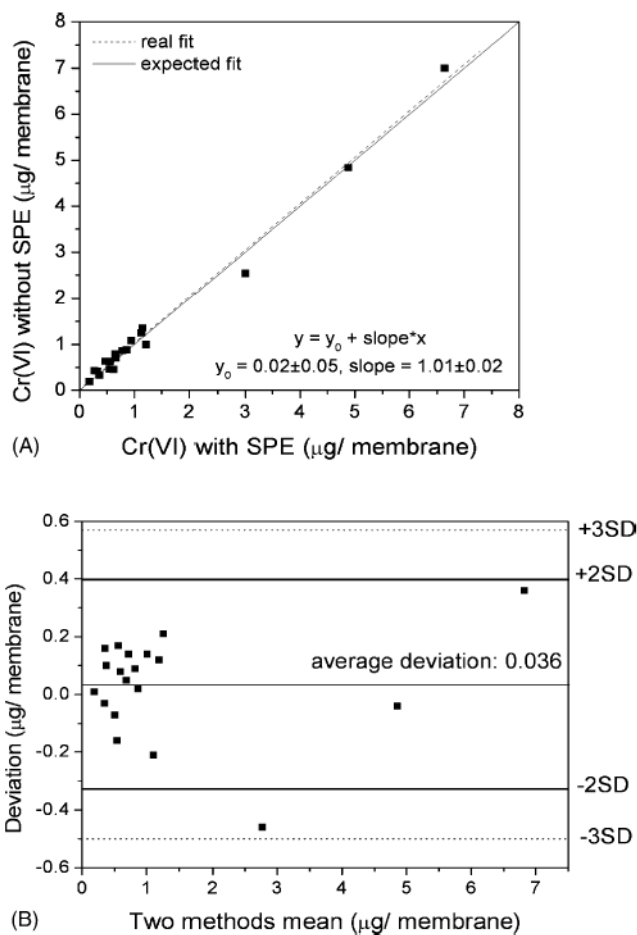 8
7
6
5
4
3
2
1
0
real fit
expected fit
Cr(VI) without SPE (μg/ membrane)
y = y₀ + slope*x
y₀ = 0.02±0.05, slope = 1.01±0.02
0 1 2 3 4 5 6 7 8
(A) Cr(VI) with SPE (μg/ membrane)
0.6
0.4
0.2
0.0
-0.2
-0.4
-0.6
Deviation (μg/ membrane)
+3SD
+2SD
average deviation: 0.036
-2SD
-3SD
0 1 2 3 4 5 6 7
(B) Two methods mean (μg/ membrane)